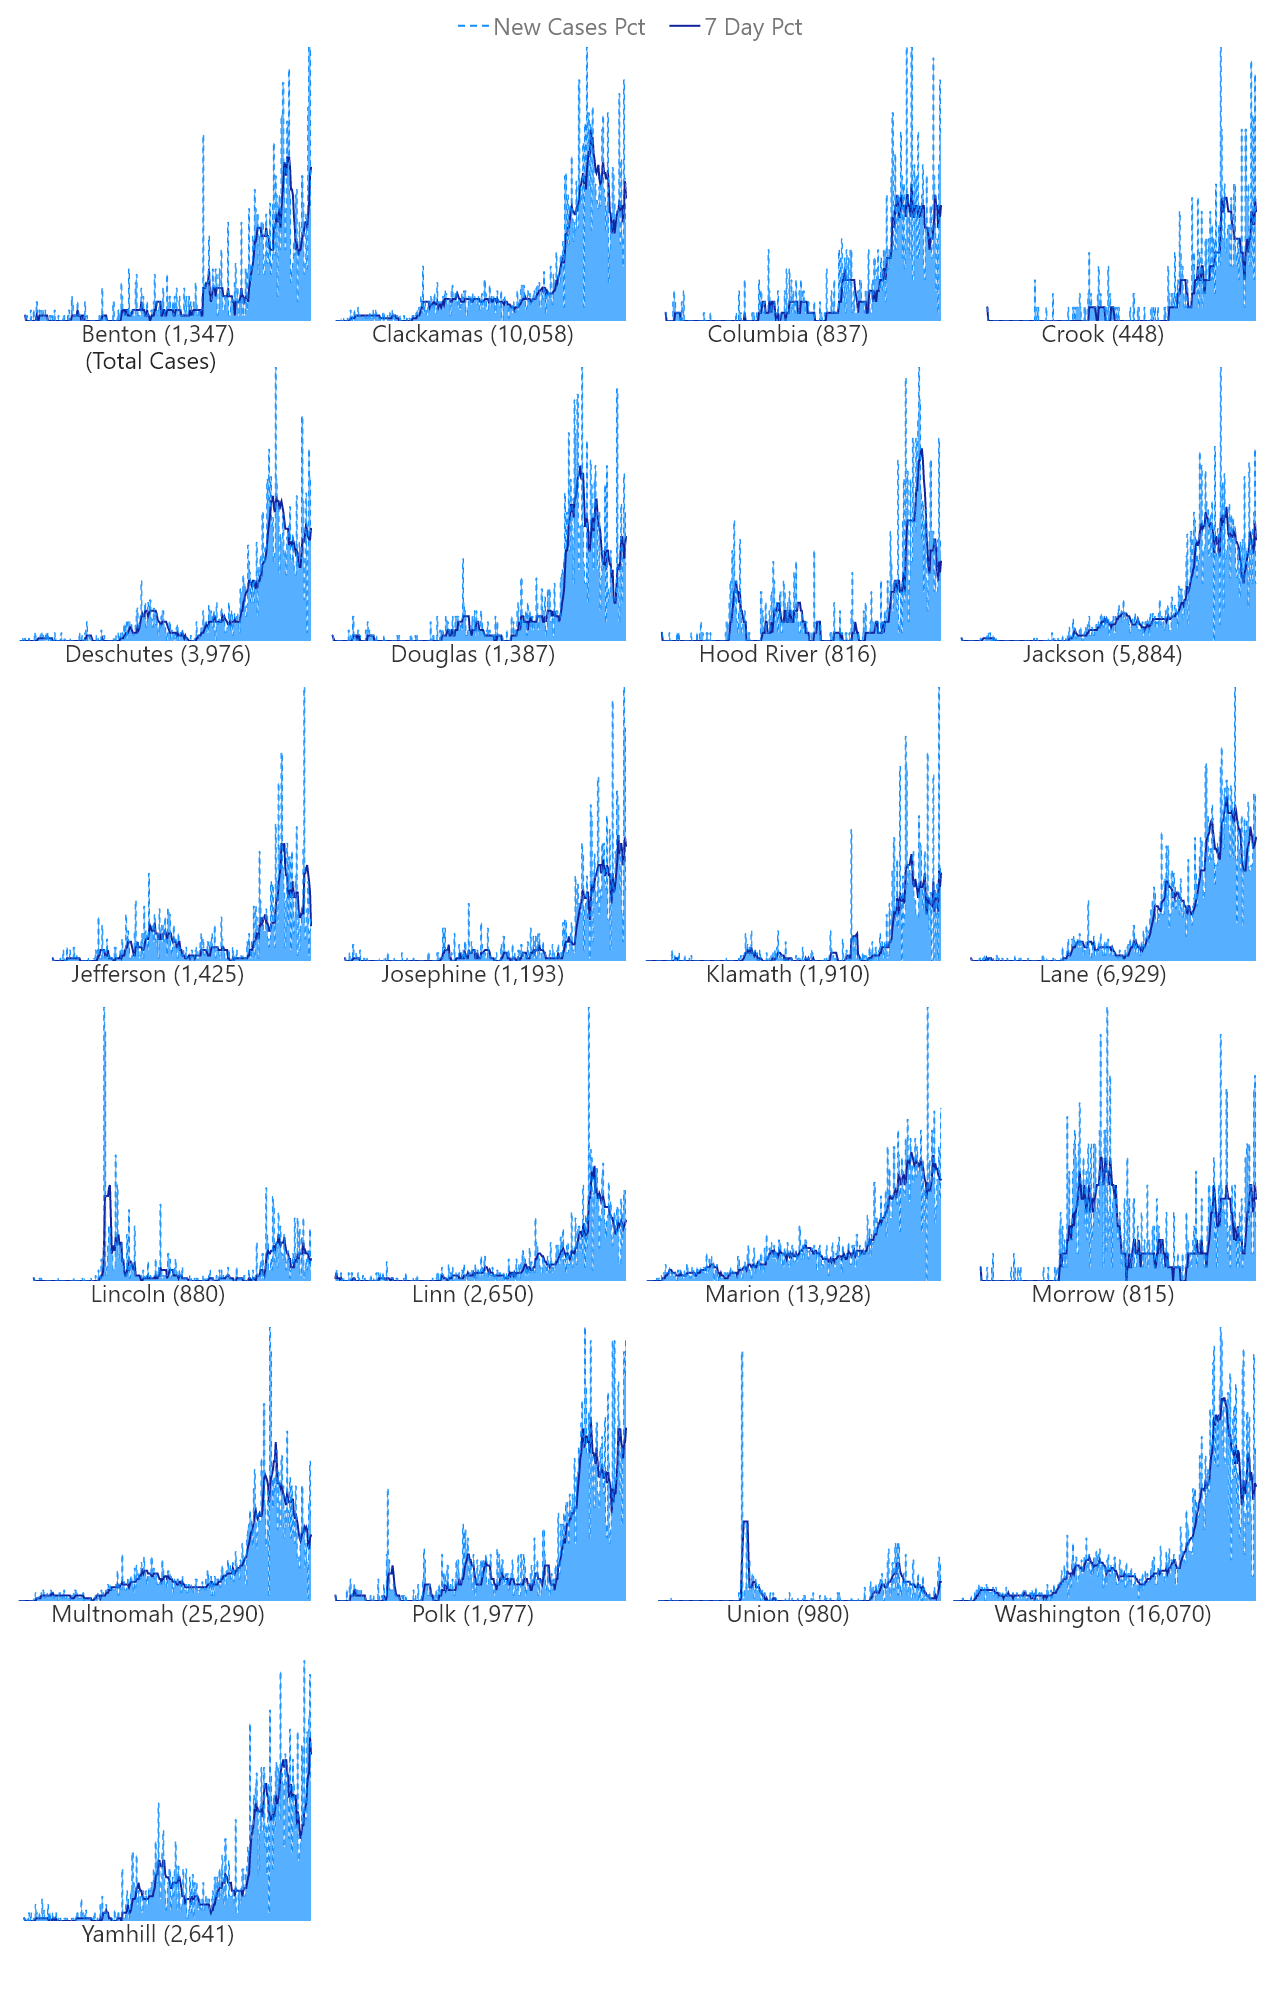 New Cases Pct 7 Day Pct
Benton (1,347) Clackamas (10,058) Columbia (837) Crook (448)
(Total Cases)
Deschutes (3,976) Douglas (1,387) Hood River (816) Jackson (5,884)
Jefferson (1,425) Josephine (1,193) Klamath (1,910) Lane (6,929)
Lincoln (880) Linn (2,650) Marion (13,928) Morrow (815)
Multnomah (25,290) Polk (1,977) Union (980) Washington (16,070)
Yamhill (2,641)